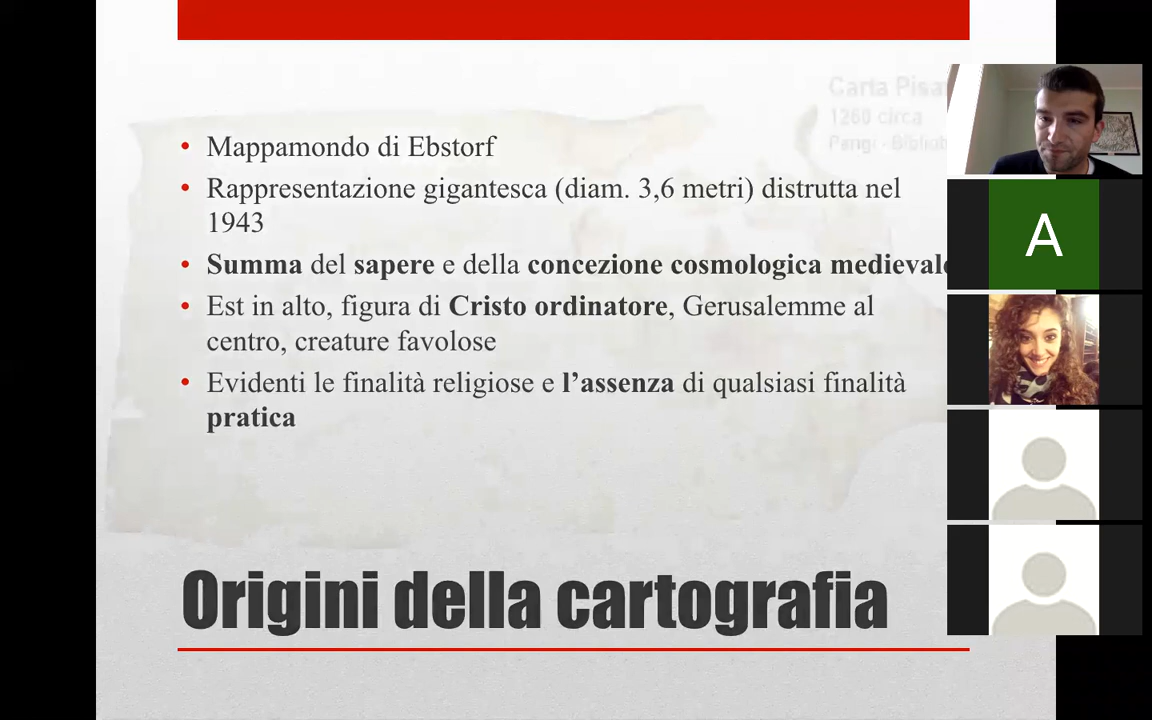 Carta Pisa
1260 circa
Parigi - Bibliot
• Mappamondo di Ebstorf
• Rappresentazione gigantesca (diam. 3,6 metri) distrutta nel
1943
• Summa del sapere e della concezione cosmologica medievale
• Est in alto, figura di Cristo ordinatore, Gerusalemme al
centro, creature favolose
• Evidenti le finalità religiose e l’assenza di qualsiasi finalità
pratica
A
Origini della cartografia